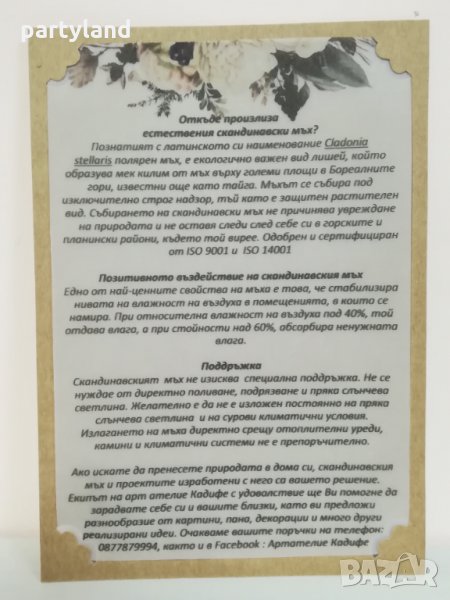 partyland
Откъде произлиза
естествения скандинавски мъх?
Познатият с латинското си наименование Cladonia
stellaris полярен мъх, е екологично важен вид лишей, който
образува мек килим от мъх върху големи площи в Бореалните
гори, известни още като тайга. Мъхът се събира под
изключително строг надзор, тъй като е защитен растителен
вид. Събирането на скандинавски мъх не причинява увреждане
на природата и не оставя следи след себе си в горските и
планински райони, където той вирее. Одобрен и сертифициран
от ISO 9001 и ISO 14001
Позитивното въздействие на скандинавския мъх
Едно от най-ценните свойства на мъха е това, че стабилизира
нивата на влажност на въздуха в помещенията, в които се
намира. При относителна влажност на въздуха под 40%, той
отдава влага, а при стойности над 60%, абсорбира ненужната
влага.
Поддръжка
Скандинавският мъх не изисква специална поддръжка. Не се
нуждае от директно поливане, подрязване и пряка слънчева
светлина. Желателно е да не е изложен постоянно на пряка
слънчева светлина и на сурови климатични условия.
Излагането на мъха директно срещу отоплителни уреди,
камини и климатични системи не е препоръчително.
Ако искате да пренесете природата в дома си, скандинавския
мъх и проектите изработени с него са вашето решение.
Екипът на арт ателие Кадифе с удоволствие ще Ви помогне да
зарадвате себе си и вашите близки, като ви предложи
разнообразие от картини, пана, декорации и много други
реализирани идеи. Очакваме вашите поръчки на телефон:
0877879994, както и в Facebook : Артателие Кадифе
BAZAR